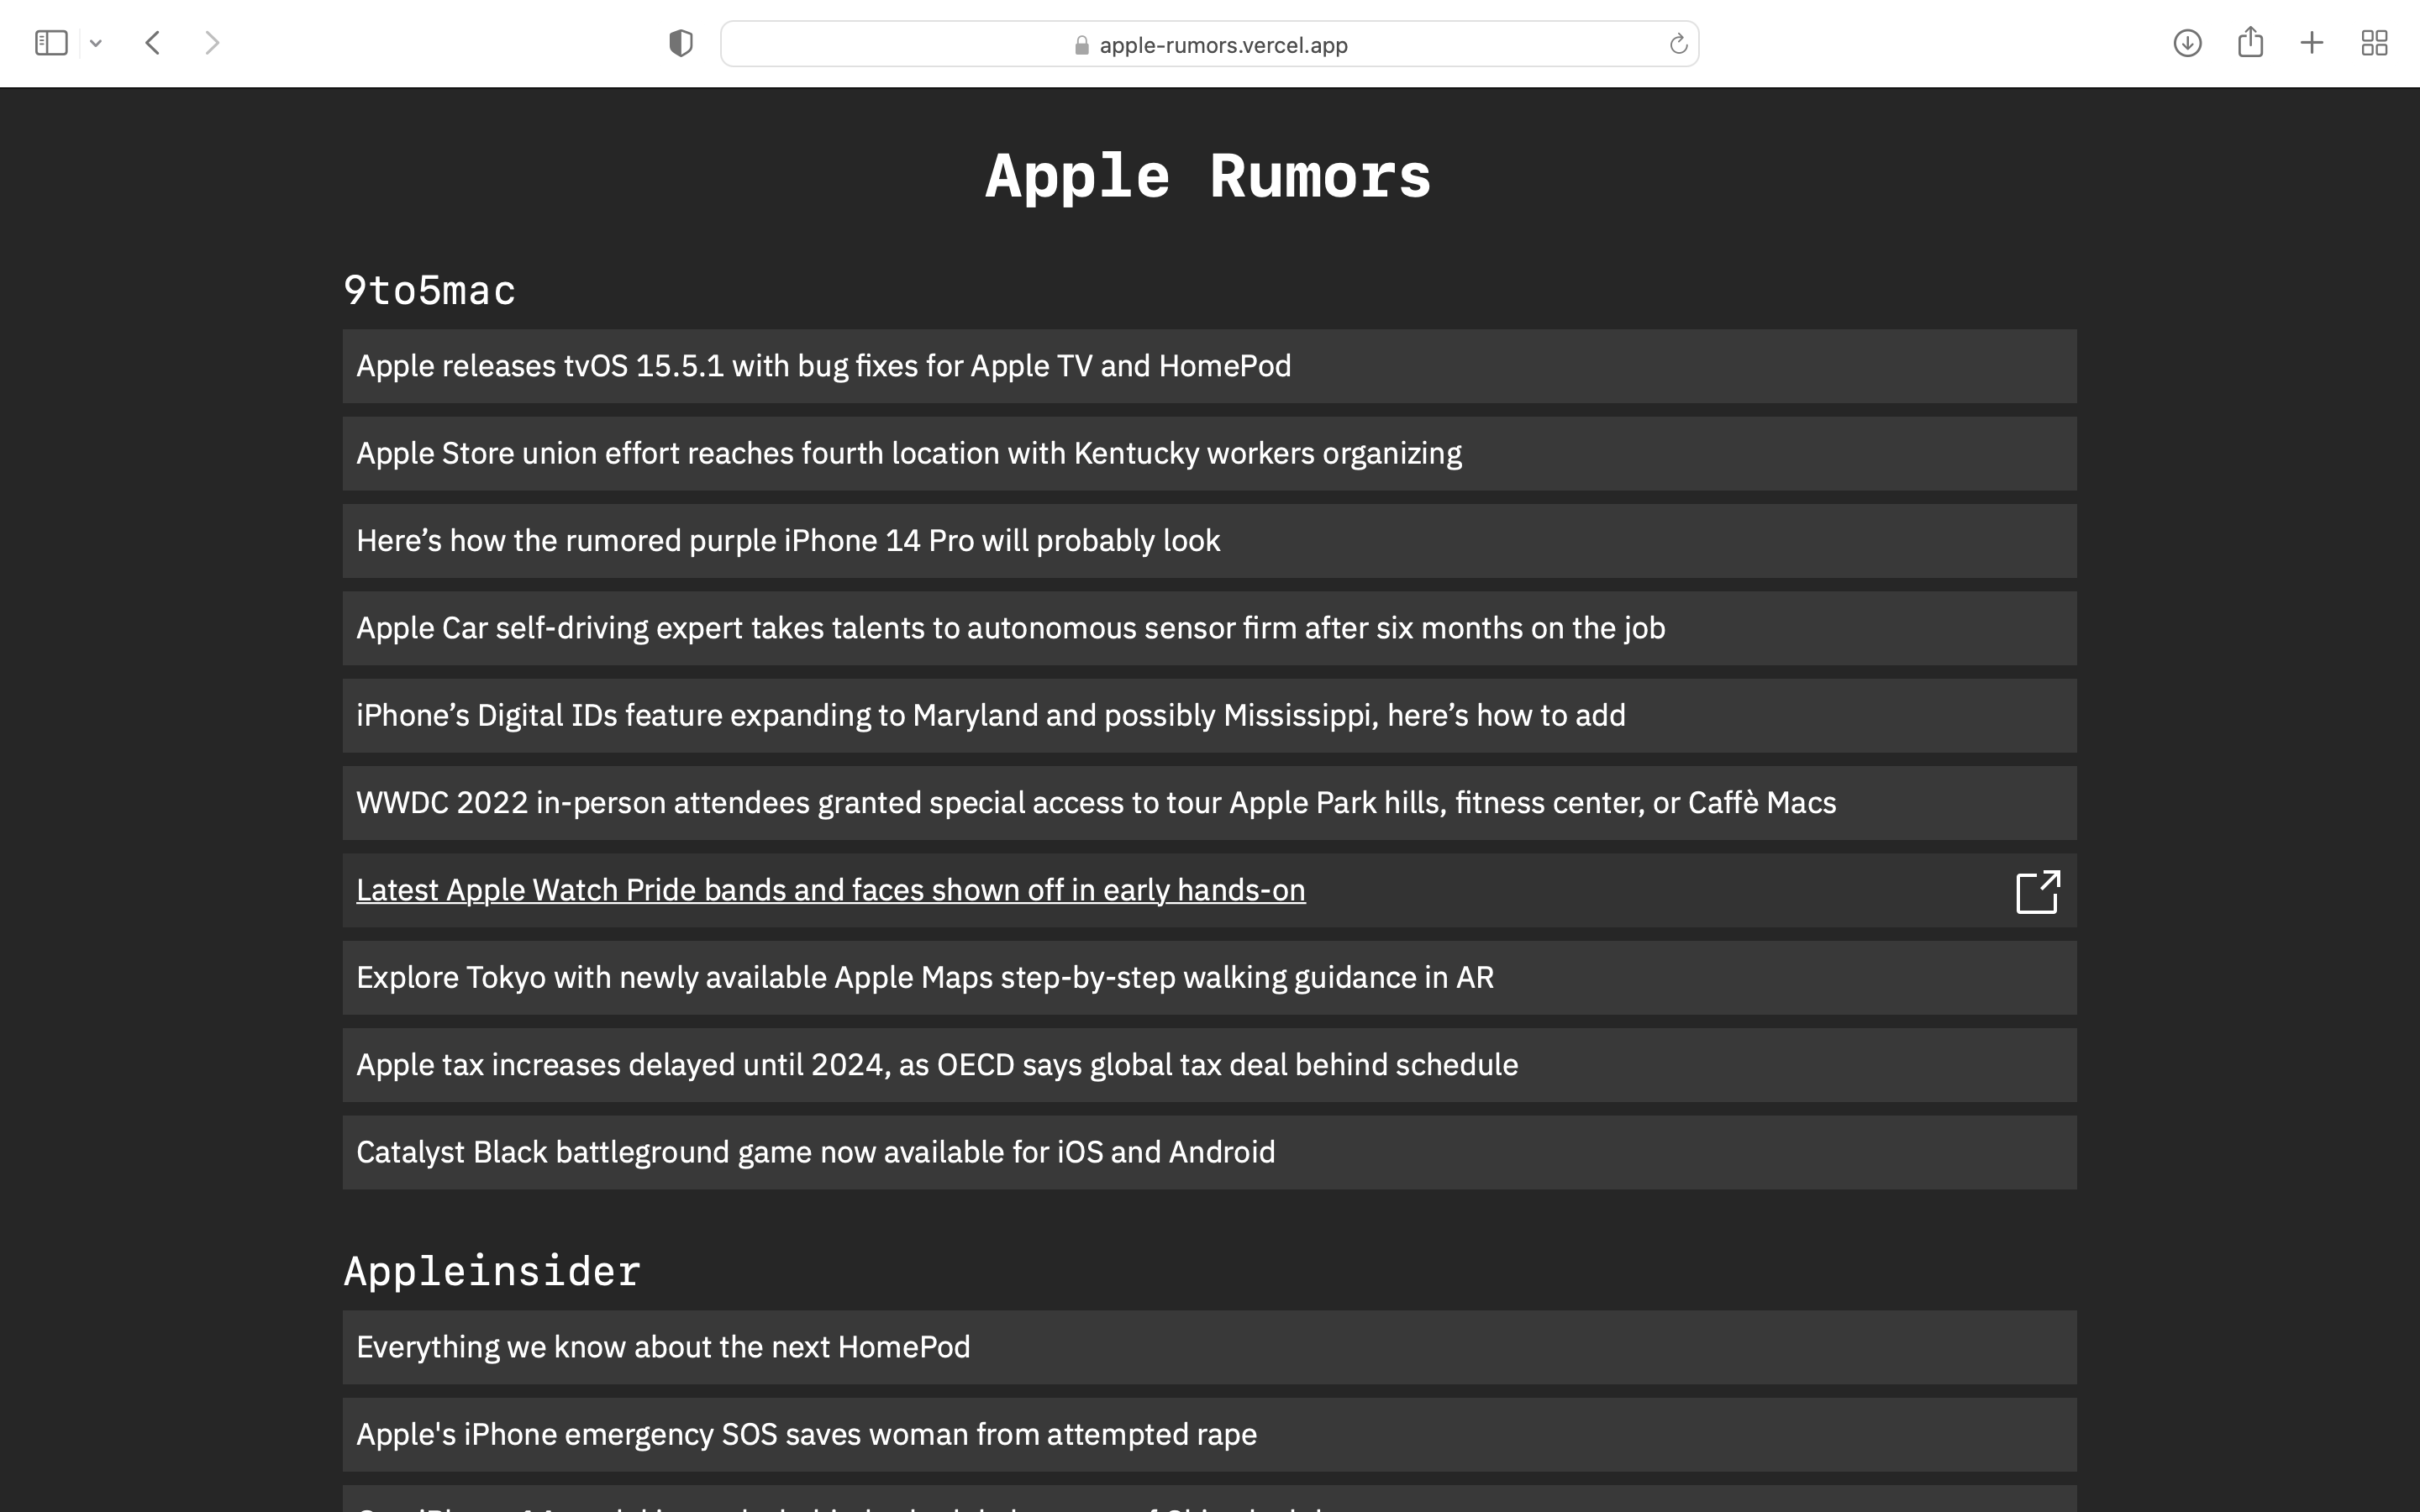 apple-rumors.vercel.app
Apple Rumors
9to5mac
Apple releases tvOS 15.5.1 with bug fixes for Apple TV and HomePod
Apple Store union effort reaches fourth location with Kentucky workers organizing
Here’s how the rumored purple iPhone 14 Pro will probably look
Apple Car self-driving expert takes talents to autonomous sensor firm after six months on the job
iPhone’s Digital IDs feature expanding to Maryland and possibly Mississippi, here’s how to add
WWDC 2022 in-person attendees granted special access to tour Apple Park hills, fitness center, or Caffè Macs
Latest Apple Watch Pride bands and faces shown off in early hands-on
Explore Tokyo with newly available Apple Maps step-by-step walking guidance in AR
Apple tax increases delayed until 2024, as OECD says global tax deal behind schedule
Catalyst Black battleground game now available for iOS and Android
Appleinsider
Everything we know about the next HomePod
Apple's iPhone emergency SOS saves woman from attempted rape